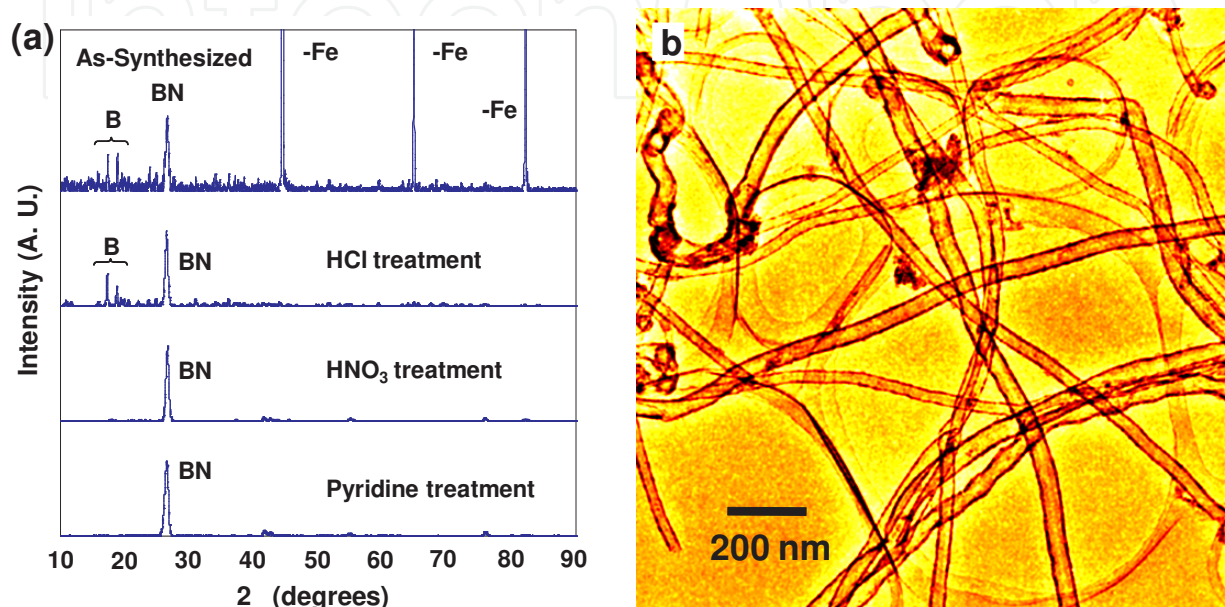 (a)
As-Synthesized
-Fe
-Fe
-Fe
BN
B
B
BN
HCl treatment
BN
HNO₃ treatment
BN
Pyridine treatment
Intensity (A. U.)
10 20 30 40 50 60 70 80 90
2 (degrees)
b
200 nm